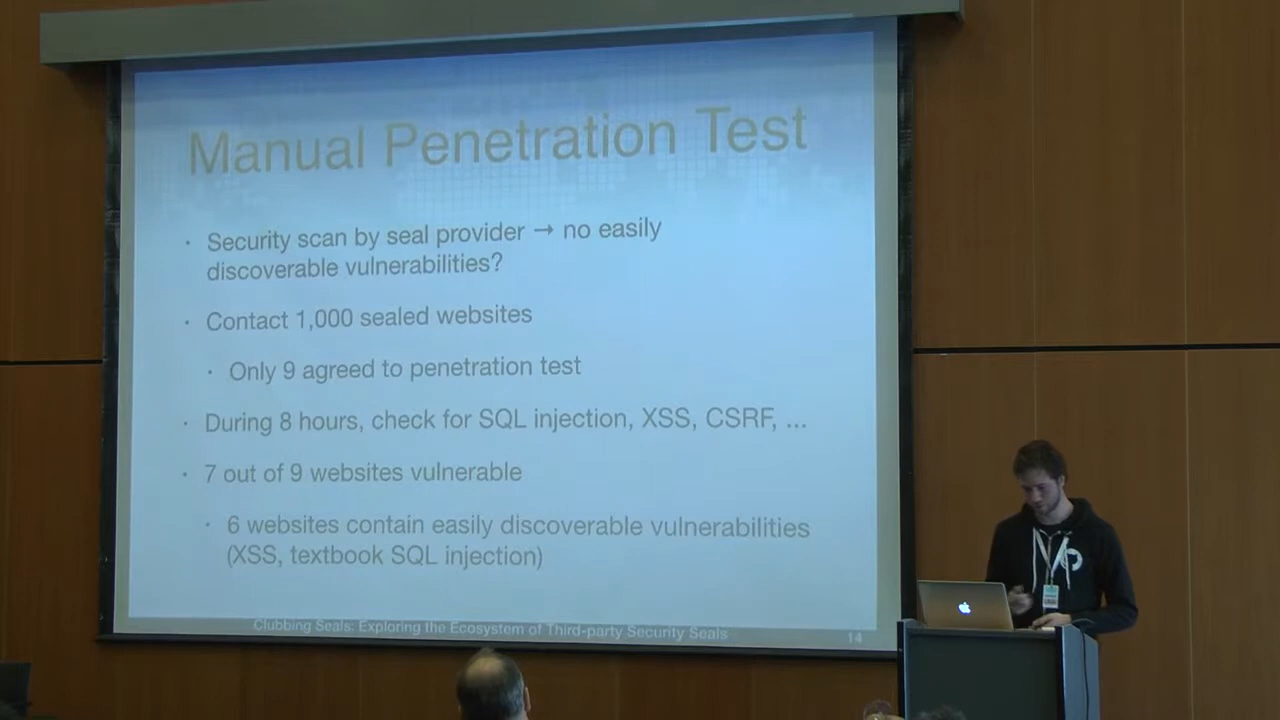 Manual Penetration Test
· Security scan by seal provider → no easily
discoverable vulnerabilities?
· Contact 1,000 sealed websites
· Only 9 agreed to penetration test
· During 8 hours, check for SQL injection, XSS, CSRF, ...
· 7 out of 9 websites vulnerable
· 6 websites contain easily discoverable vulnerabilities
(XSS, textbook SQL injection)
Clubbing Seals: Exploring the Ecosystem of Third-party Security Seals
14